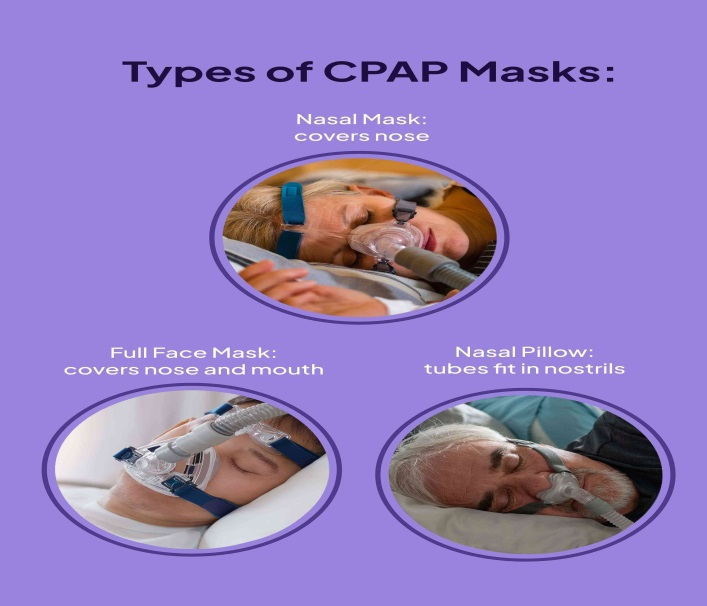 Types of CPAP Masks:
Nasal Mask:
covers nose
Full Face Mask:
covers nose and mouth
Nasal Pillow:
tubes fit in nostrils